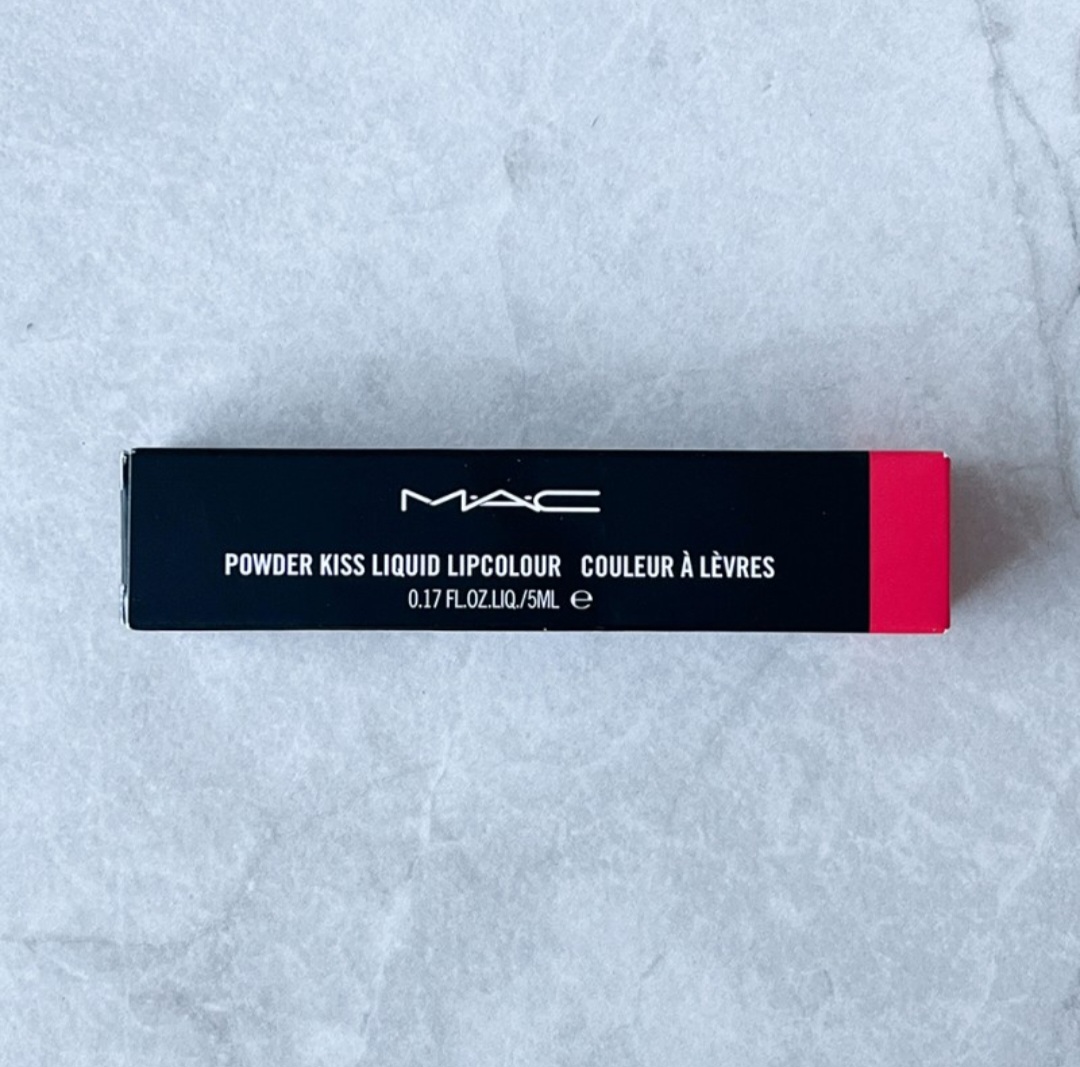 M·A·C
POWDER KISS LIQUID LIPCOLOUR COULEUR À LÈVRES
0.17 FL.OZ.LIQ./5ML ℮